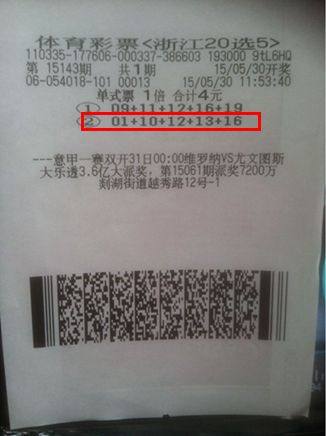 体育彩票<浙江20选5>
110335-177606-000337-386603 193000 9tL6HQ
第 15143期 共1期 15/05/30开奖
06-054018-101 00013 15/05/30 11:53:40
单式票 1倍 合计4元
① 09+11+12+16+19
② 01+10+12+13+16
---意甲一赛双开31日00:00维罗纳VS尤文图斯
大乐透3.6亿大派奖，第15061期派奖7200万
剡湖街道越秀路12号-1